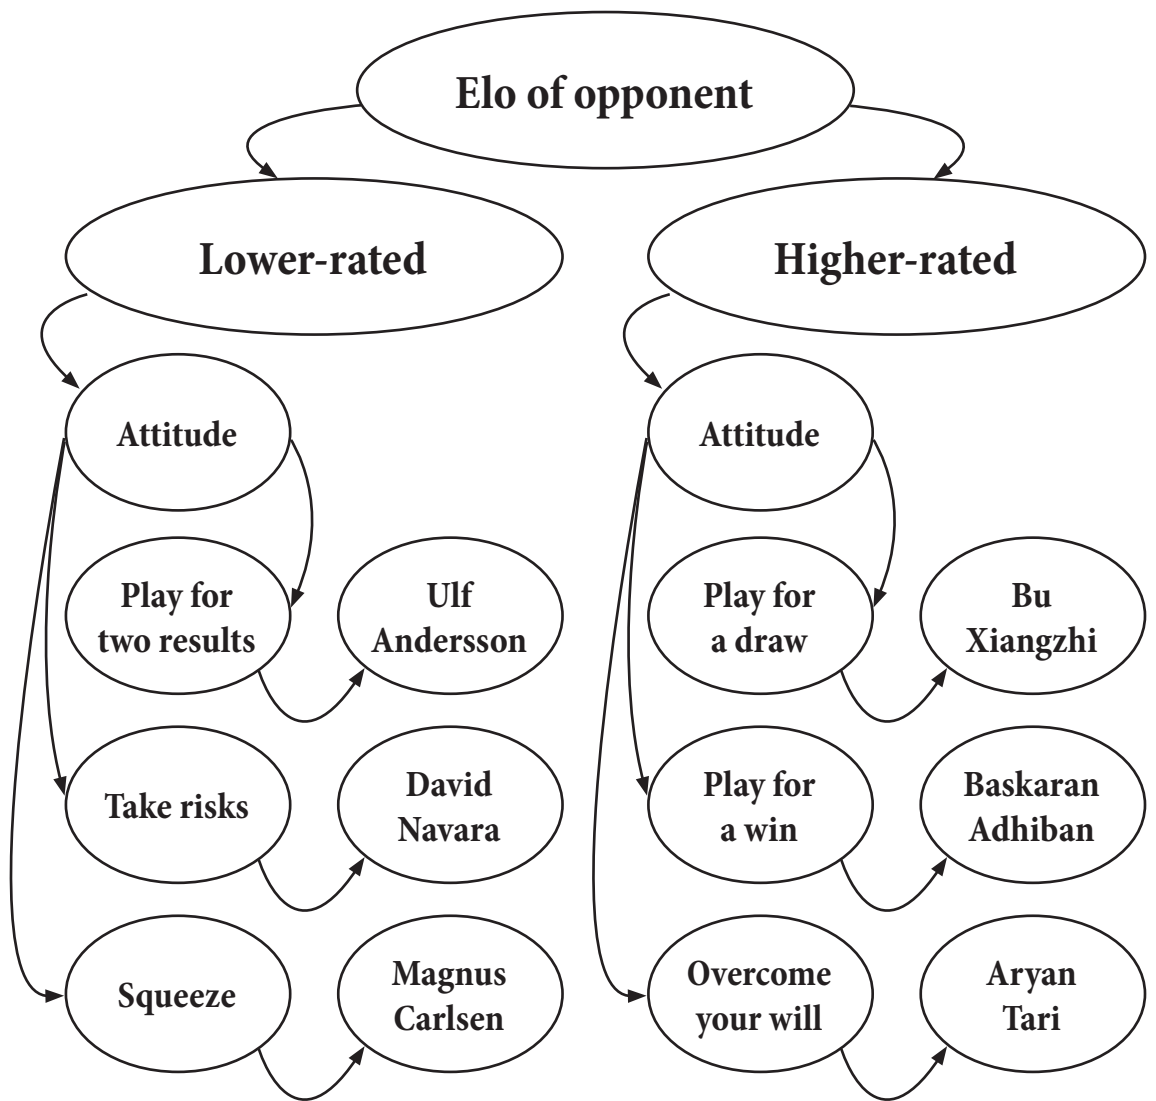 Elo of opponent
Lower-rated
Higher-rated
Attitude
Attitude
Play for
two results
Ulf
Andersson
Play for
a draw
Bu
Xiangzhi
Take risks
David
Navara
Play for
a win
Baskaran
Adhiban
Squeeze
Magnus
Carlsen
Overcome
your will
Aryan
Tari